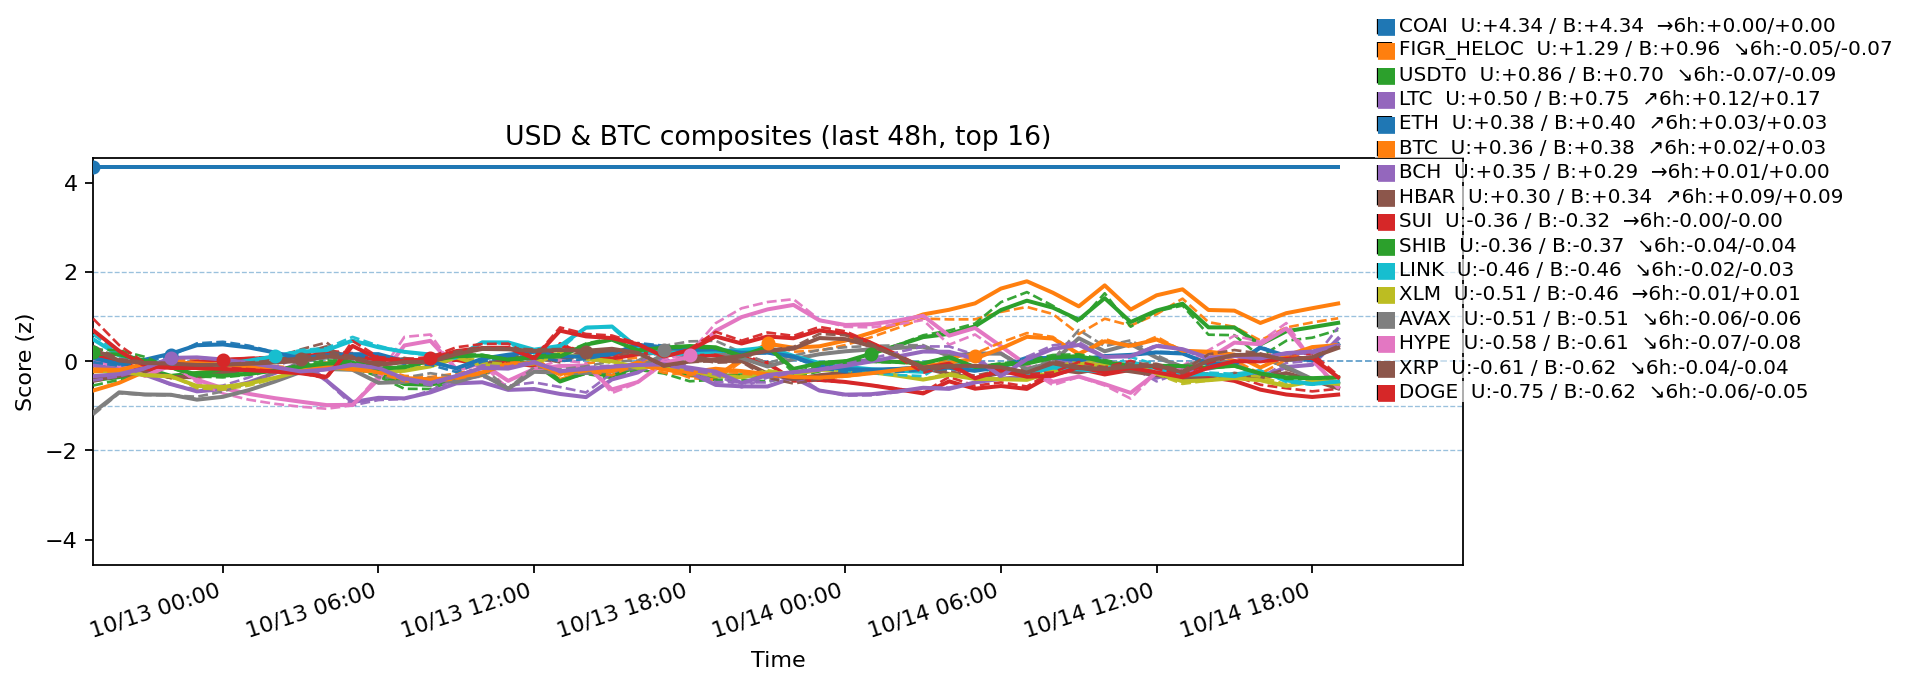 COAI  U:+4.34 / B:+4.34  →6h:+0.00/+0.00
FIGR_HELOC  U:+1.29 / B:+0.96  ↘6h:-0.05/-0.07
USDT0  U:+0.86 / B:+0.70  ↘6h:-0.07/-0.09
LTC  U:+0.50 / B:+0.75  ↗6h:+0.12/+0.17
ETH  U:+0.38 / B:+0.40  ↗6h:+0.03/+0.03
BTC  U:+0.36 / B:+0.38  ↗6h:+0.02/+0.03
BCH  U:+0.35 / B:+0.29  →6h:+0.01/+0.00
HBAR  U:+0.30 / B:+0.34  ↗6h:+0.09/+0.09
SUI  U:-0.36 / B:-0.32  →6h:-0.00/-0.00
SHIB  U:-0.36 / B:-0.37  ↘6h:-0.04/-0.04
LINK  U:-0.46 / B:-0.46  ↘6h:-0.02/-0.03
XLM  U:-0.51 / B:-0.46  →6h:-0.01/+0.01
AVAX  U:-0.51 / B:-0.51  ↘6h:-0.06/-0.06
HYPE  U:-0.58 / B:-0.61  ↘6h:-0.07/-0.08
XRP  U:-0.61 / B:-0.62  ↘6h:-0.04/-0.04
DOGE  U:-0.75 / B:-0.62  ↘6h:-0.06/-0.05
USD & BTC composites (last 48h, top 16)
Score (z)
4
2
0
−2
−4
10/13 00:00
10/13 06:00
10/13 12:00
10/13 18:00
10/14 00:00
10/14 06:00
10/14 12:00
10/14 18:00
Time